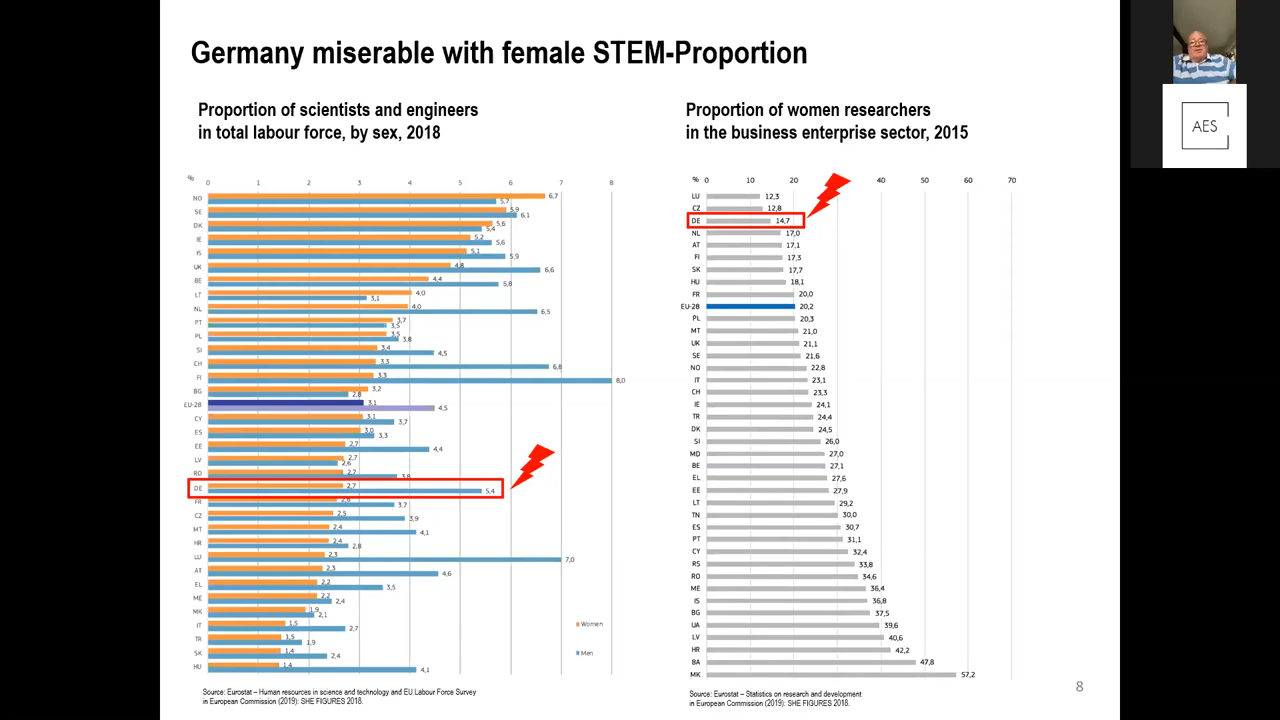 Germany miserable with female STEM-Proportion
Proportion of scientists and engineers
in total labour force, by sex, 2018
% 0 1 2 3 4 5 6 7 8
NO 6,7 5,7
SE 5,9 6,1
DK 5,6 5,4
IE 5,2 5,6
IS 5,1 5,9
UK 4,8 6,6
BE 4,4 5,8
LT 4,0 3,1
NL 4,0 6,5
PT 3,7 3,5
PL 3,5 3,8
SI 3,4 4,5
CH 3,3 6,8
FI 3,3 8,0
BG 3,2 2,8
EU-28 3,1 4,5
CY 3,1 3,7
ES 3,0 3,3
EE 2,7 4,4
LV 2,7 2,6
RO 2,7 3,8
DE 2,7 5,4
FR 2,6 3,7
CZ 2,5 3,9
MT 2,4 4,1
HR 2,4 2,8
LU 2,3 7,0
AT 2,3 4,6
EL 2,2 3,5
ME 2,2 2,4
MK 1,9 2,1
IT 1,5 2,7
TR 1,5 1,9
SK 1,4 2,4
HU 1,4 4,1
Women
Men
Source: Eurostat – Human resources in science and technology and EU Labour Force Survey
in European Commission (2019): SHE FIGURES 2018.
Proportion of women researchers
in the business enterprise sector, 2015
% 0 10 20 30 40 50 60 70
LU 12,3
CZ 12,8
DE 14,7
NL 17,0
AT 17,1
FI 17,3
SK 17,7
HU 18,1
FR 20,0
EU-28 20,2
PL 20,3
MT 21,0
UK 21,1
SE 21,6
NO 22,8
IT 23,1
CH 23,3
IE 24,1
TR 24,4
DK 24,5
SI 26,0
MD 27,0
BE 27,1
EL 27,6
EE 27,9
LT 29,2
TN 30,0
ES 30,7
PT 31,1
CY 32,4
RS 33,8
RO 34,6
ME 36,4
IS 36,8
BG 37,5
UA 39,6
LV 40,6
HR 42,2
BA 47,8
MK 57,2
Source: Eurostat – Statistics on research and development
in European Commission (2019): SHE FIGURES 2018.
8
AES